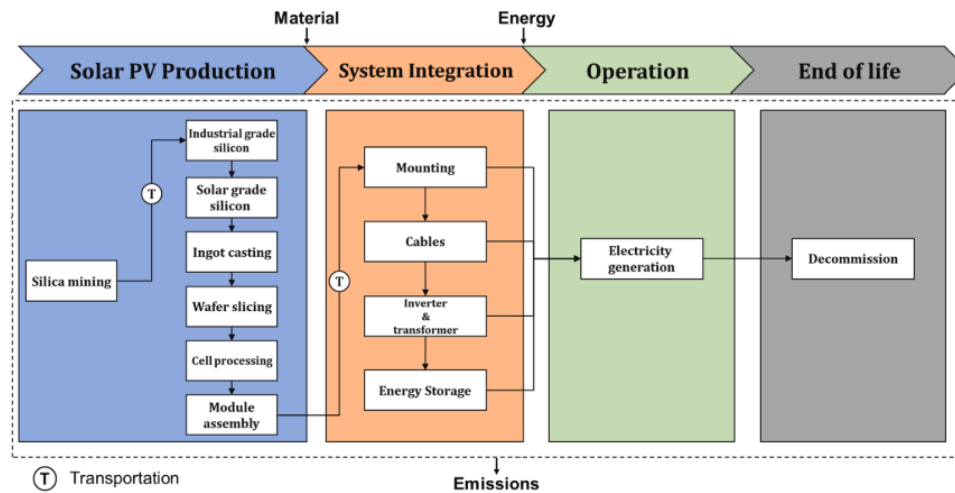 Material
Energy
Solar PV Production
System Integration
Operation
End of life
Industrial grade
silicon
T
Solar grade
silicon
Ingot casting
Silica mining
Wafer slicing
Cell processing
Module
assembly
Mounting
Cables
T
Inverter
&
transformer
Energy Storage
Electricity
generation
Decommission
T Transportation
Emissions